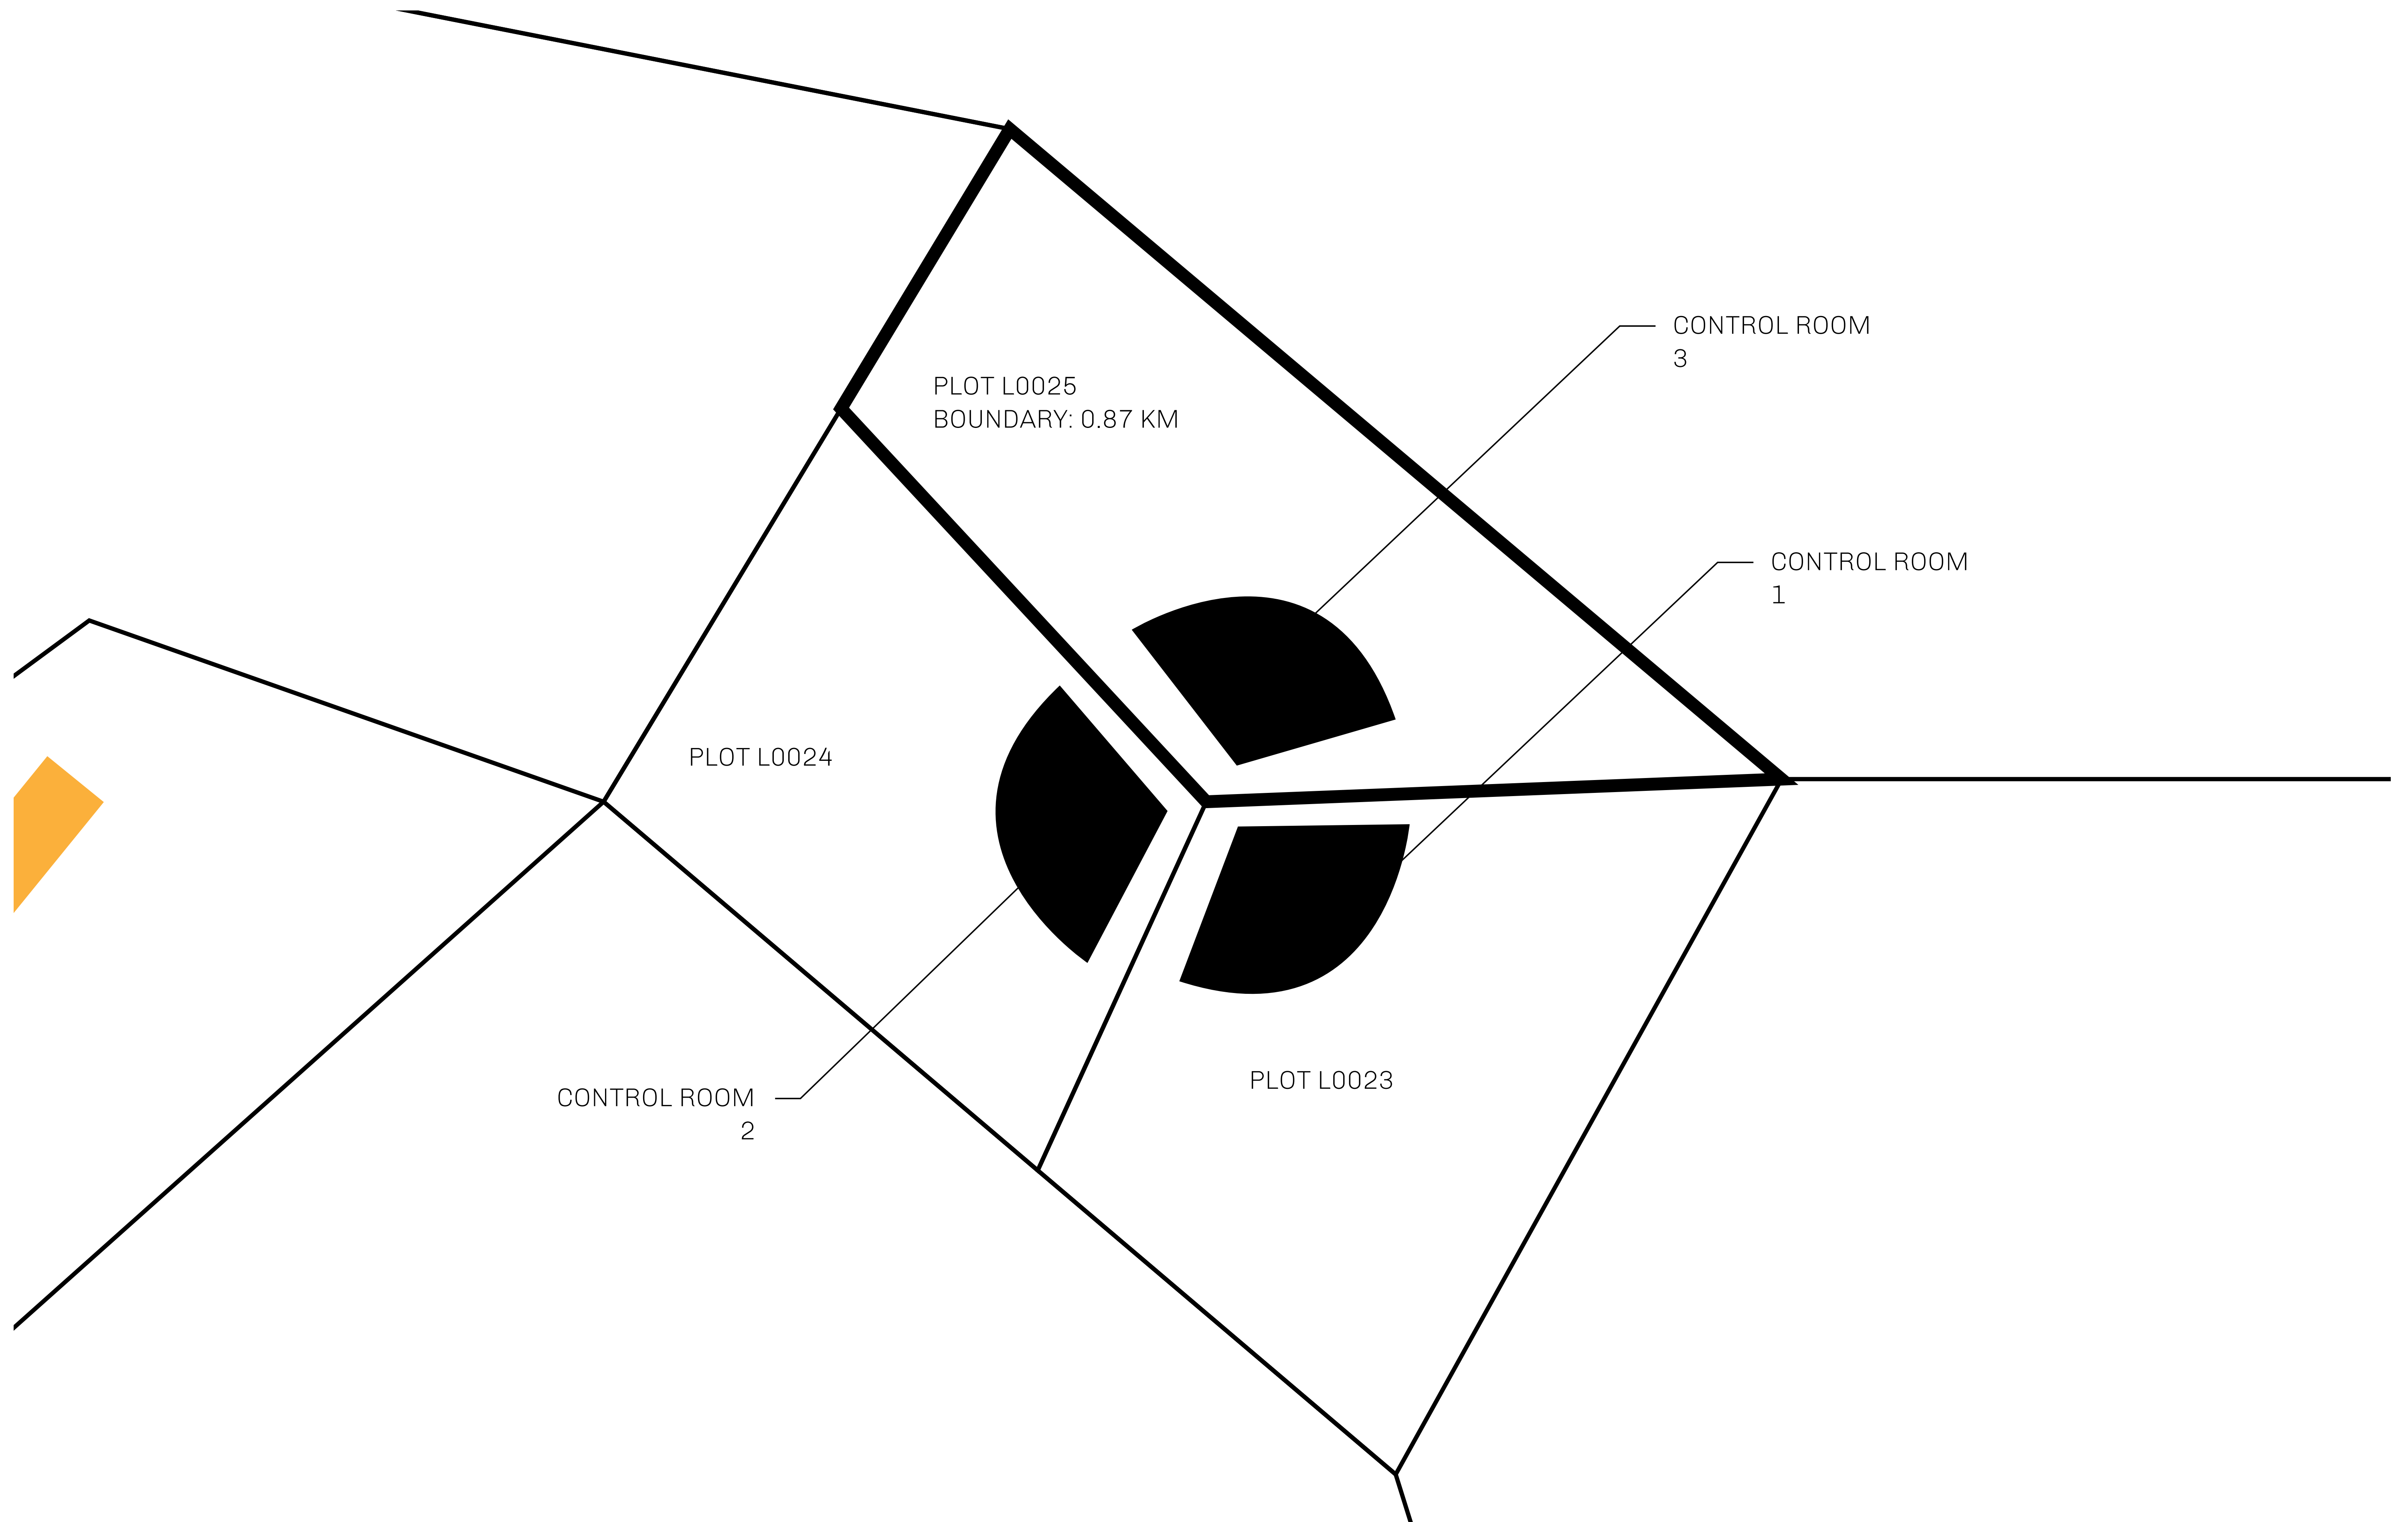 CONTROL ROOM
3
PLOT L0025
BOUNDARY: 0.87 KM
CONTROL ROOM
1
PLOT L0024
PLOT L0023
CONTROL ROOM
2